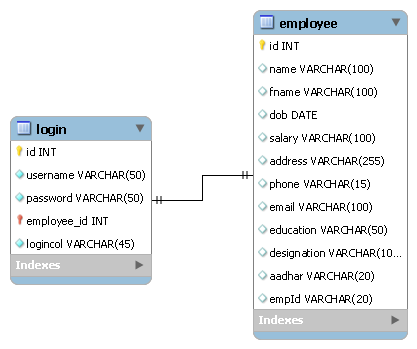 login
id INT
username VARCHAR(50)
password VARCHAR(50)
employee_id INT
logincol VARCHAR(45)
Indexes
employee
id INT
name VARCHAR(100)
fname VARCHAR(100)
dob DATE
salary VARCHAR(100)
address VARCHAR(255)
phone VARCHAR(15)
email VARCHAR(100)
education VARCHAR(50)
designation VARCHAR(10...
aadhar VARCHAR(20)
empId VARCHAR(20)
Indexes